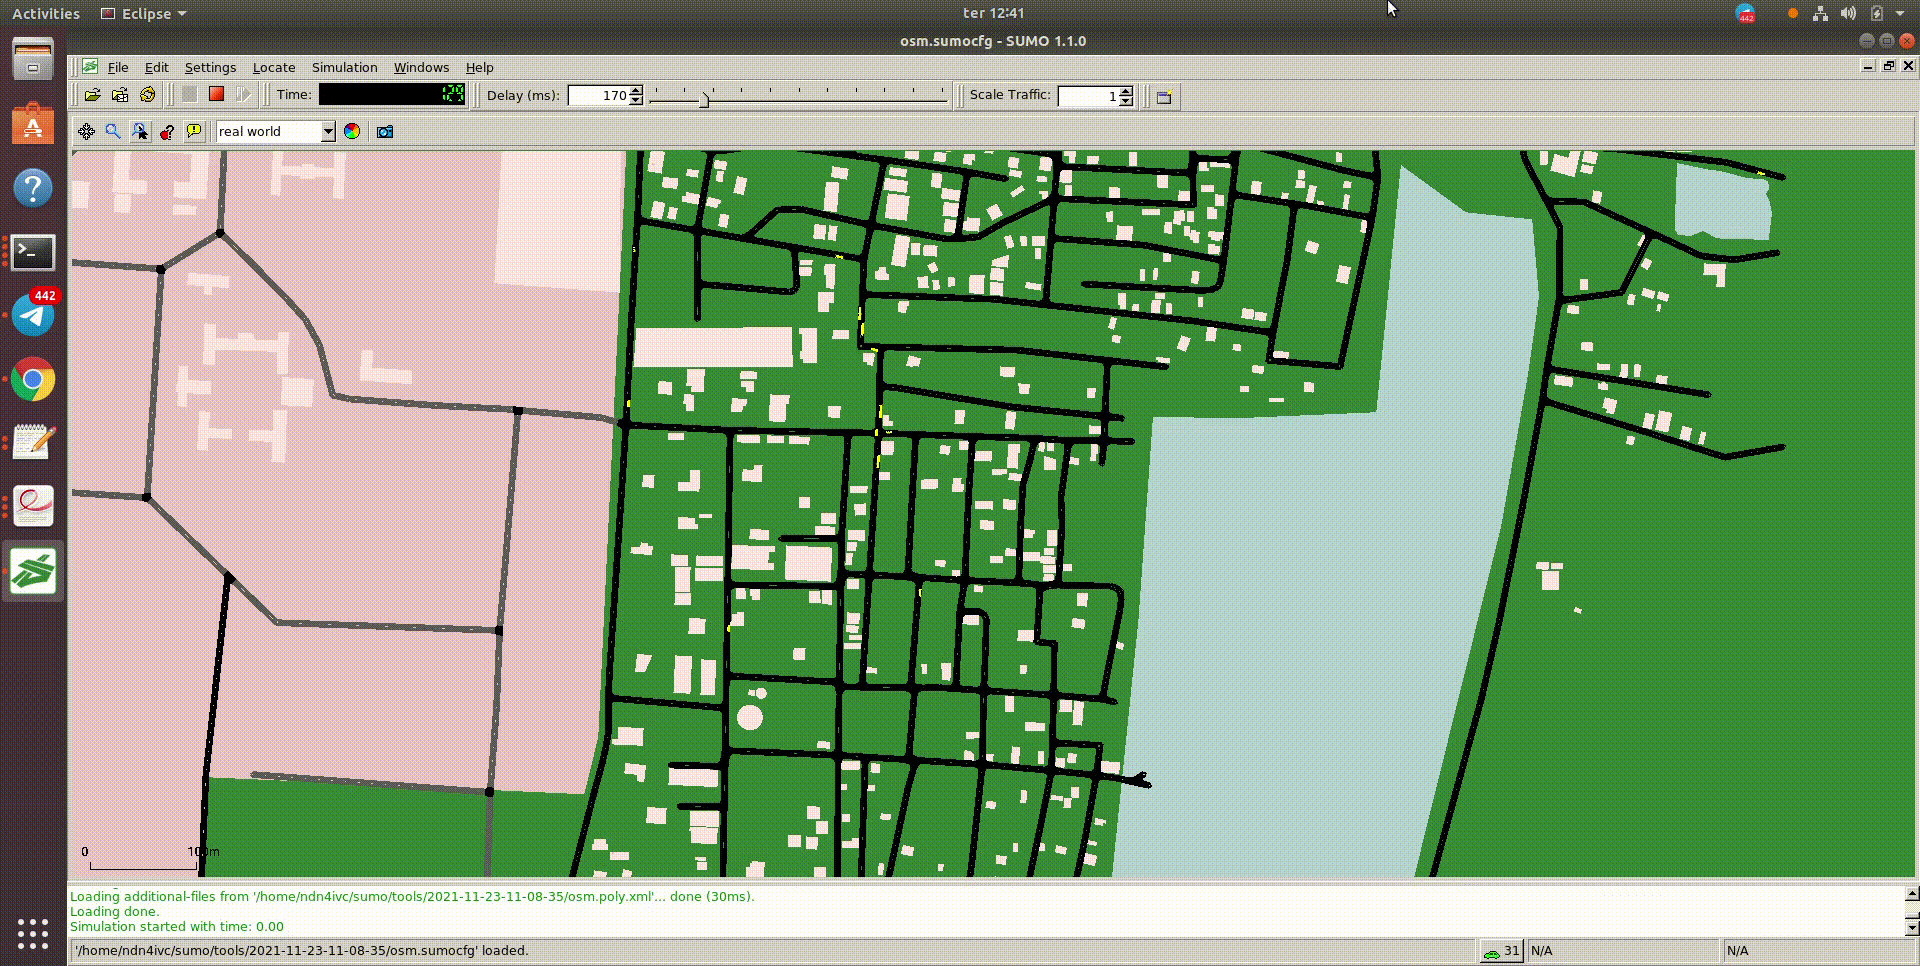 Activities Eclipse ter 12:41 442
osm.sumocfg - SUMO 1.1.0
File Edit Settings Locate Simulation Windows Help
Time: Delay (ms): 170 Scale Traffic: 1
real world
442
0 100m
Loading additional-files from '/home/ndn4ivc/sumo/tools/2021-11-23-11-08-35/osm.poly.xml'... done (30ms).
Loading done.
Simulation started with time: 0.00
'/home/ndn4ivc/sumo/tools/2021-11-23-11-08-35/osm.sumocfg' loaded. 31 N/A N/A